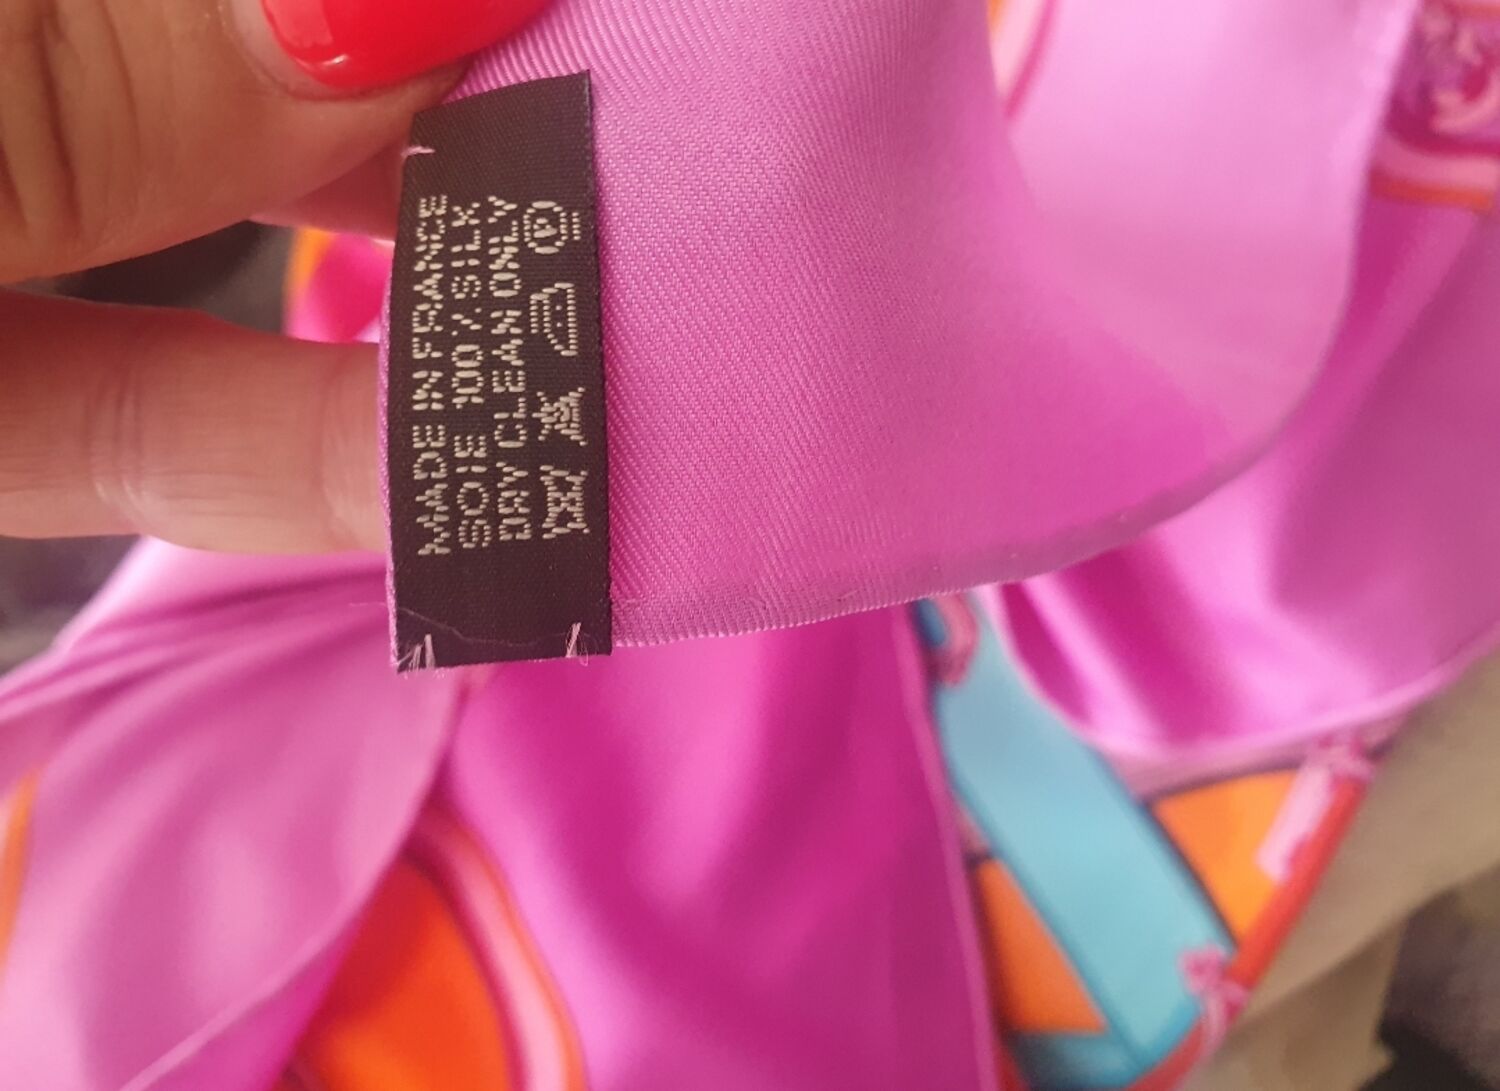 MADE IN FRANCE
SOIE 100% SILK
DRY CLEAN ONLY
P